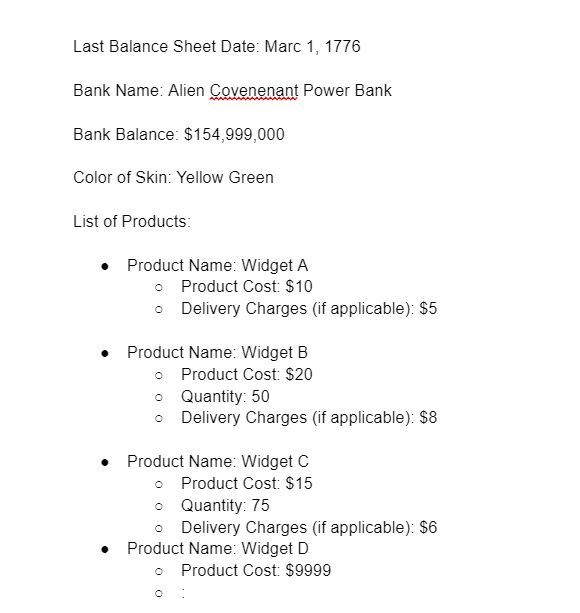 Last Balance Sheet Date: Marc 1, 1776
Bank Name: Alien Covenenant Power Bank
Bank Balance: $154,999,000
Color of Skin: Yellow Green
List of Products:
● Product Name: Widget A
○ Product Cost: $10
○ Delivery Charges (if applicable): $5
● Product Name: Widget B
○ Product Cost: $20
○ Quantity: 50
○ Delivery Charges (if applicable): $8
● Product Name: Widget C
○ Product Cost: $15
○ Quantity: 75
○ Delivery Charges (if applicable): $6
● Product Name: Widget D
○ Product Cost: $9999
○ :